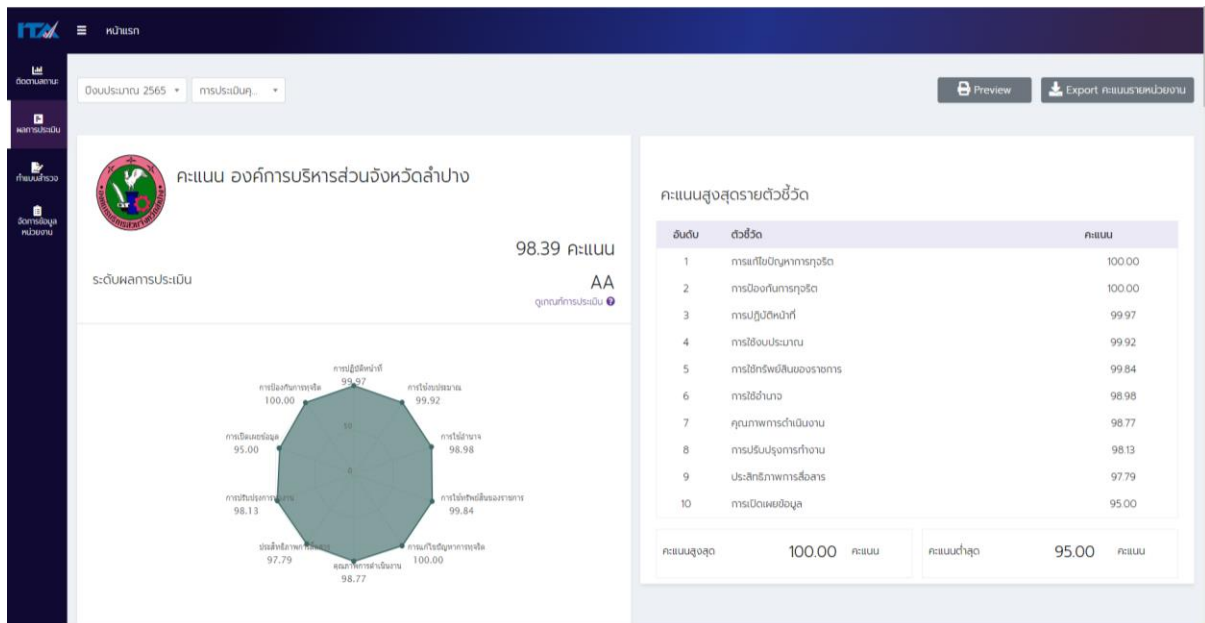 ITA
หน้าแรก
ติดตามสถานะ
ผลการประเมิน
ทำแบบสำรวจ
จัดการข้อมูล
หน่วยงาน
ปีงบประมาณ 2565
การประเมินคุ...
Preview
Export คะแนนรายหน่วยงาน
คะแนน องค์การบริหารส่วนจังหวัดลำปาง
98.39 คะแนน
ระดับผลการประเมิน
AA
ดูเกณฑ์การประเมิน
การปฏิบัติหน้าที่
99.97
การป้องกันการทุจริต
100.00
การใช้งบประมาณ
99.92
50
การเปิดเผยข้อมูล
95.00
การใช้อำนาจ
98.98
0
การปรับปรุงการทำงาน
98.13
การใช้ทรัพย์สินของราชการ
99.84
ประสิทธิภาพการสื่อสาร
97.79
การแก้ไขปัญหาการทุจริต
100.00
คุณภาพการดำเนินงาน
98.77
คะแนนสูงสุดรายตัวชี้วัด
อันดับ ตัวชี้วัด คะแนน
1 การแก้ไขปัญหาการทุจริต 100.00
2 การป้องกันการทุจริต 100.00
3 การปฏิบัติหน้าที่ 99.97
4 การใช้งบประมาณ 99.92
5 การใช้ทรัพย์สินของราชการ 99.84
6 การใช้อำนาจ 98.98
7 คุณภาพการดำเนินงาน 98.77
8 การปรับปรุงการทำงาน 98.13
9 ประสิทธิภาพการสื่อสาร 97.79
10 การเปิดเผยข้อมูล 95.00
คะแนนสูงสุด 100.00 คะแนน
คะแนนต่ำสุด 95.00 คะแนน